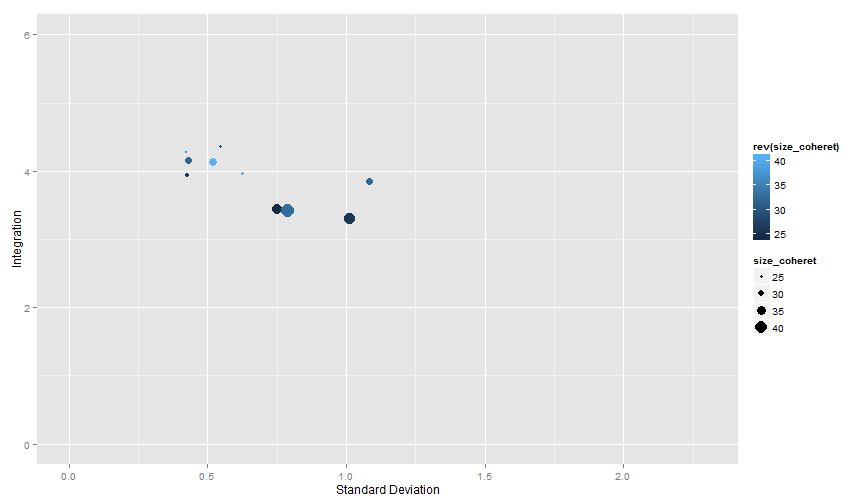 6
4
2
0
Integration
0.0 0.5 1.0 1.5 2.0
Standard Deviation
rev(size_coheret)
40
35
30
25
size_coheret
25
30
35
40